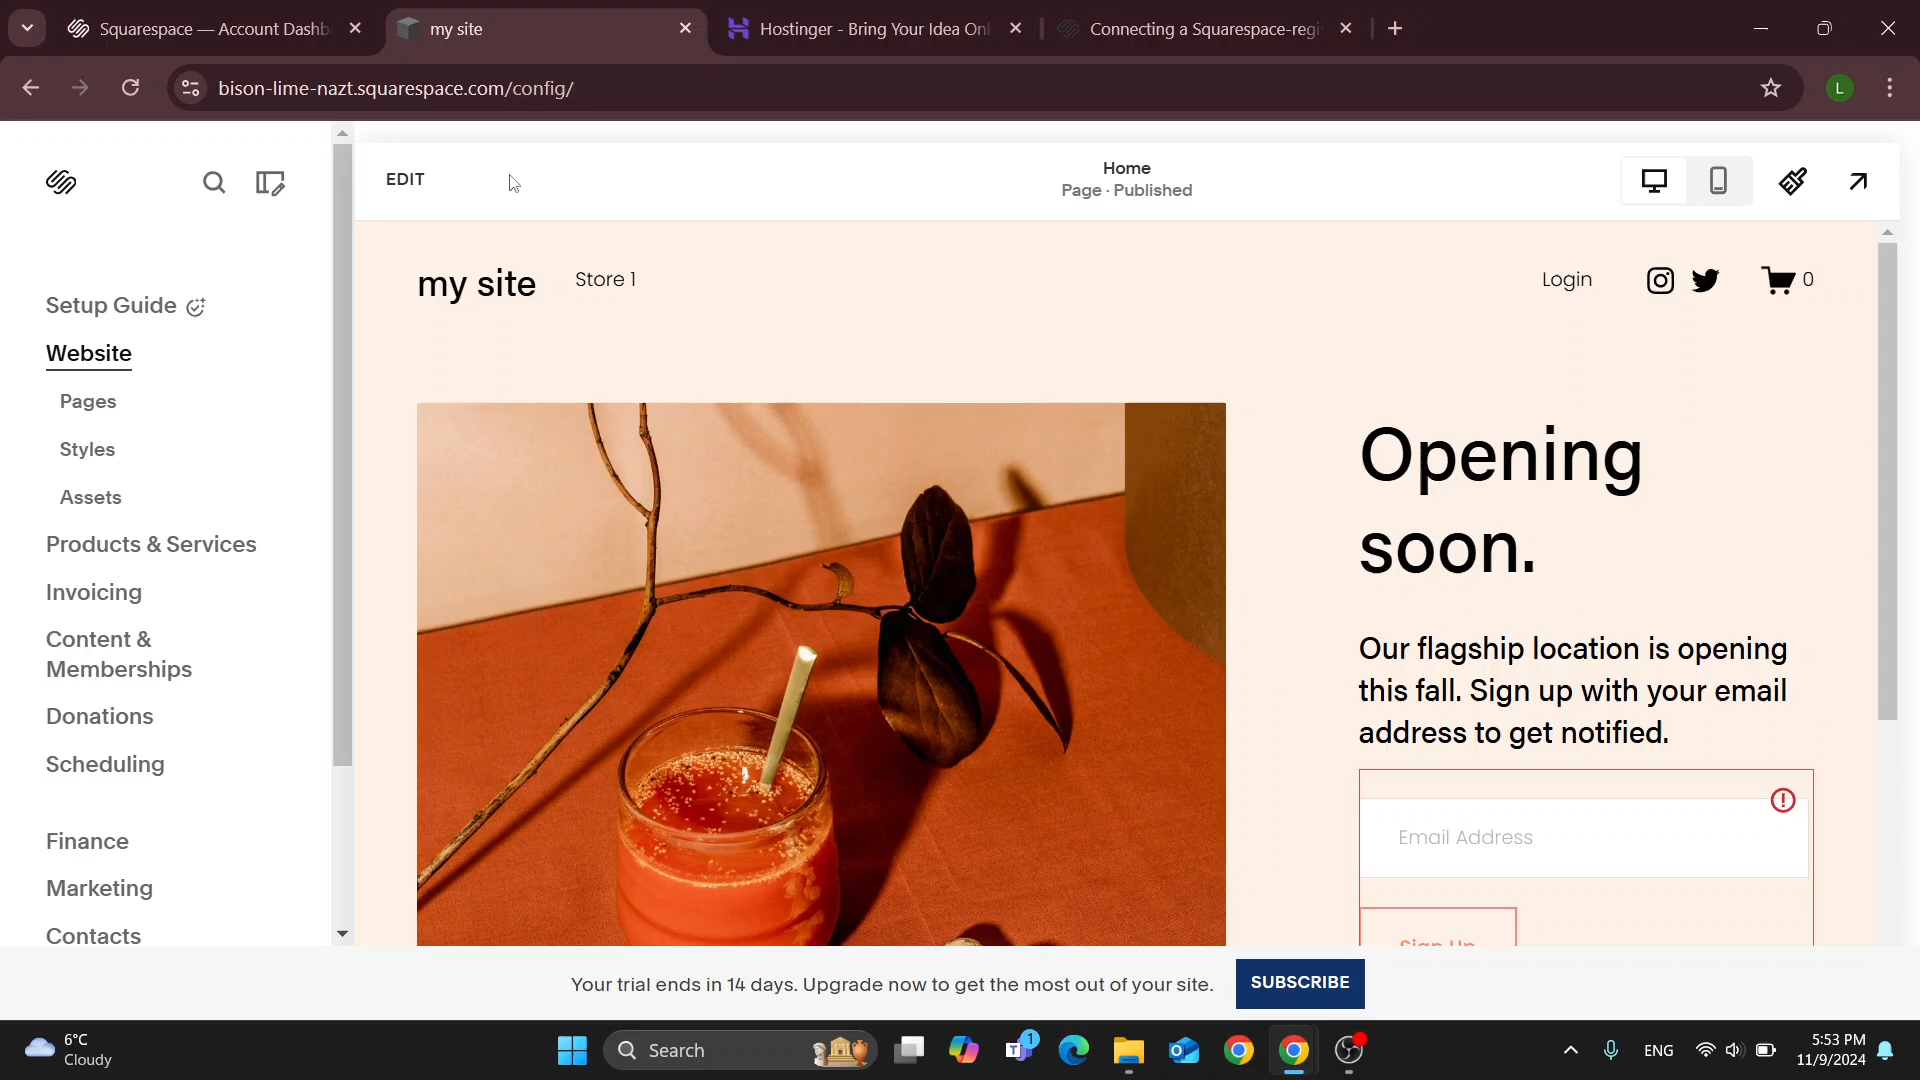 Squarespace — Account Dashb
my site
Hostinger - Bring Your Idea Onl
Connecting a Squarespace-regi
bison-lime-nazt.squarespace.com/config/
L
EDIT
Home
Page · Published
my site
Store 1
Login
0
Setup Guide
Website
Pages
Styles
Assets
Products & Services
Invoicing
Content &
Memberships
Donations
Scheduling
Finance
Marketing
Contacts
Opening
soon.
Our flagship location is opening
this fall. Sign up with your email
address to get notified.
Email Address
Sign Up
Your trial ends in 14 days. Upgrade now to get the most out of your site.
SUBSCRIBE
6°C
Cloudy
Search
1
ENG
5:53 PM
11/9/2024